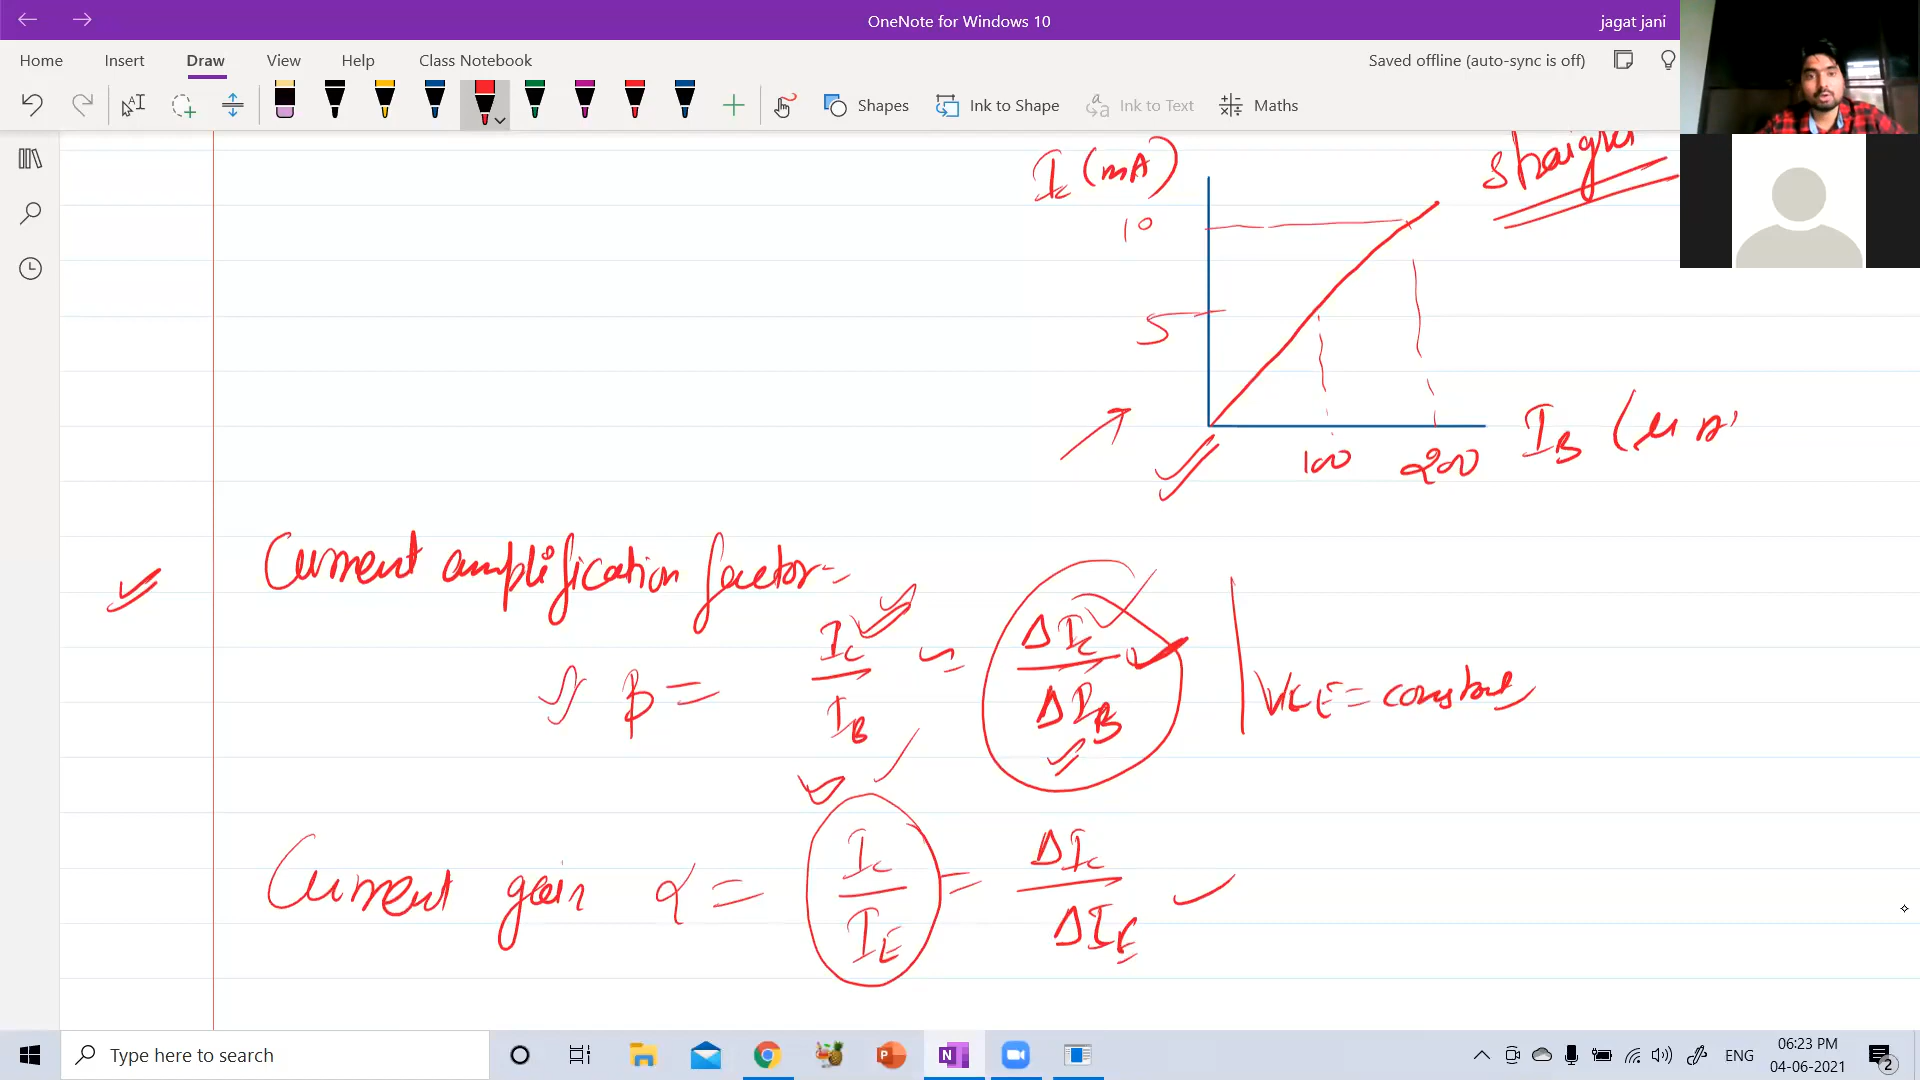 OneNote for Windows 10
jagat jani
Home Insert Draw View Help Class Notebook
Saved offline (auto-sync is off)
Shapes Ink to Shape Ink to Text Maths
Ic (mA)
10
5
100 200
IB (μA)
Current amplification factor-
β = Ic/IB = ΔIc/ΔIB | VCE = constant
Current gain α = Ic/IE = ΔIc/ΔIE
Type here to search
ENG
06:23 PM
04-06-2021
2